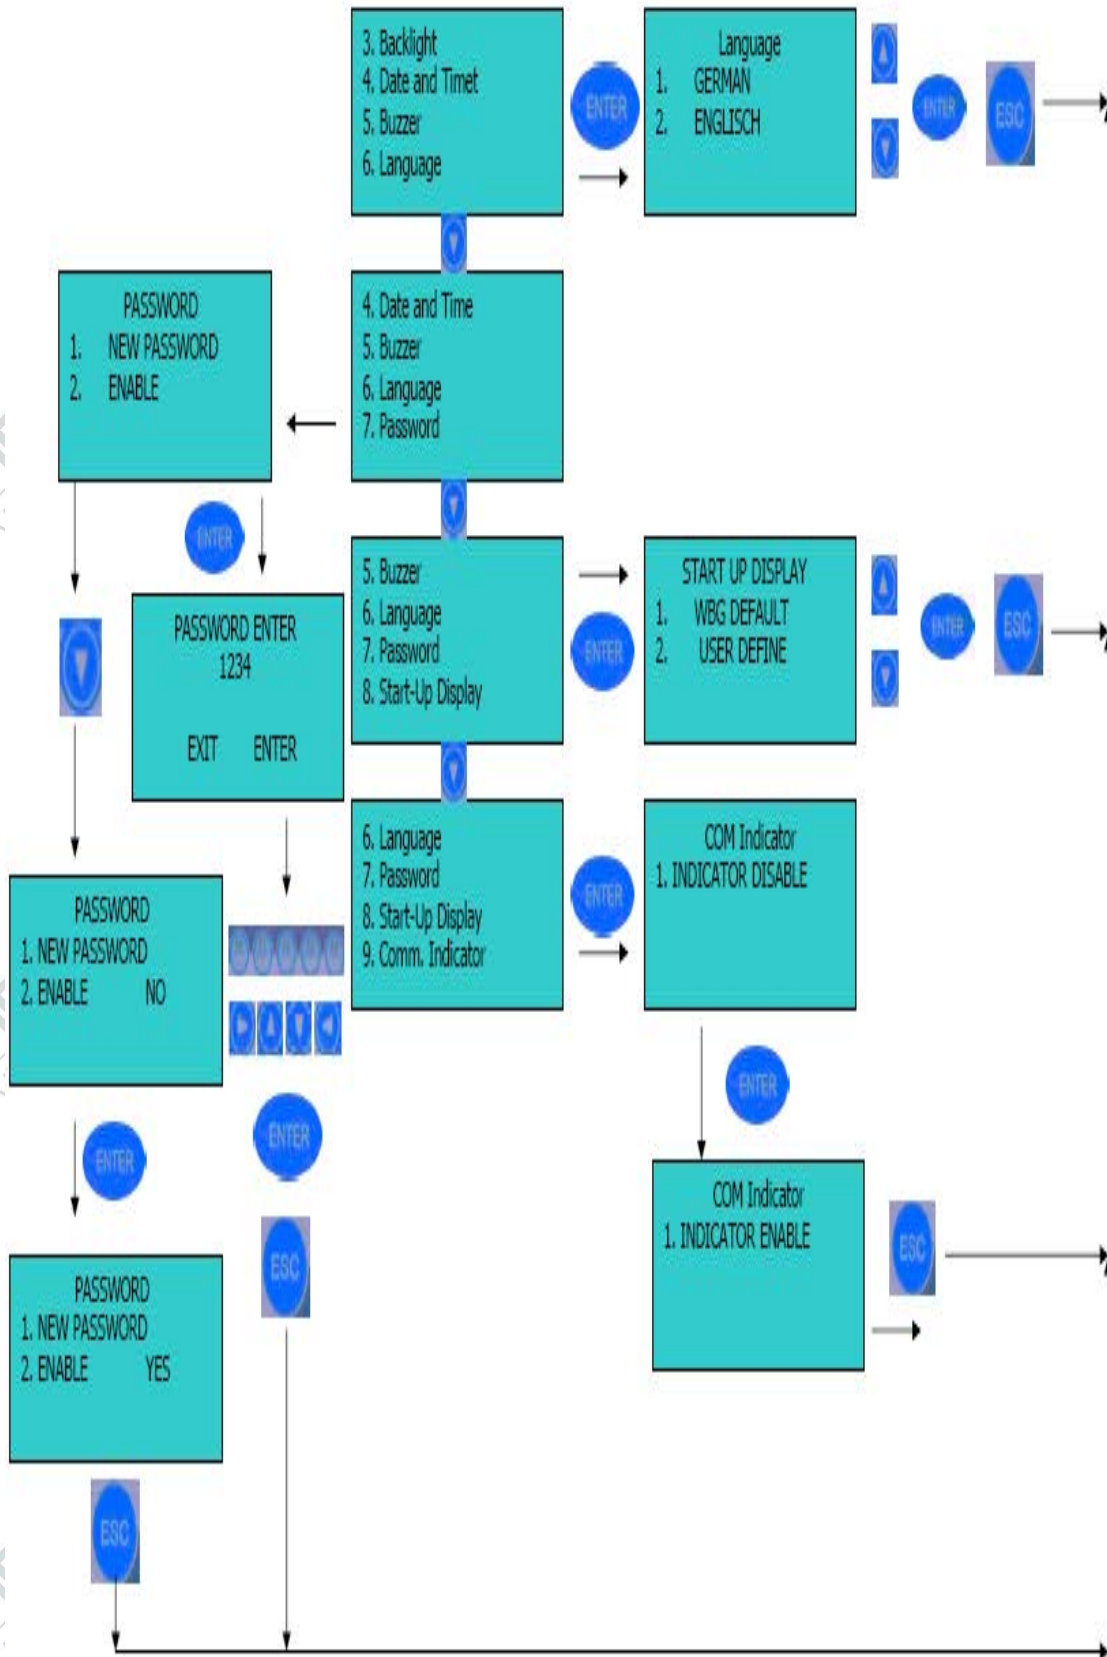 3. Backlight
4. Date and Timet
5. Buzzer
6. Language
ENTER
Language
1. GERMAN
2. ENGLISCH
ENTER
ESC
PASSWORD
1. NEW PASSWORD
2. ENABLE
4. Date and Time
5. Buzzer
6. Language
7. Password
ENTER
PASSWORD ENTER
1234
EXIT ENTER
5. Buzzer
6. Language
7. Password
8. Start-Up Display
ENTER
START UP DISPLAY
1. WBG DEFAULT
2. USER DEFINE
ENTER
ESC
6. Language
7. Password
8. Start-Up Display
9. Comm. Indicator
ENTER
COM Indicator
1. INDICATOR DISABLE
PASSWORD
1. NEW PASSWORD
2. ENABLE NO
ENTER
ENTER
ESC
ENTER
COM Indicator
1. INDICATOR ENABLE
ESC
PASSWORD
1. NEW PASSWORD
2. ENABLE YES
ESC